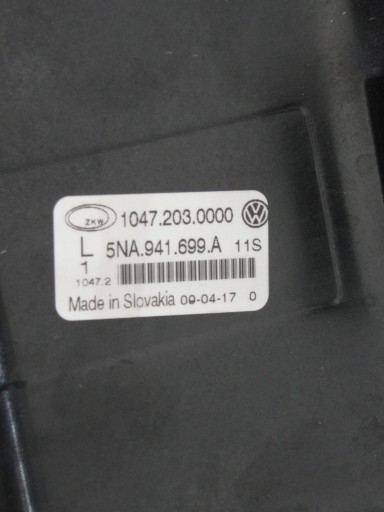 ZKW 1047.203.0000
L 5NA.941.699.A 11S
1
1047.2
Made in Slovakia 09-04-17 0